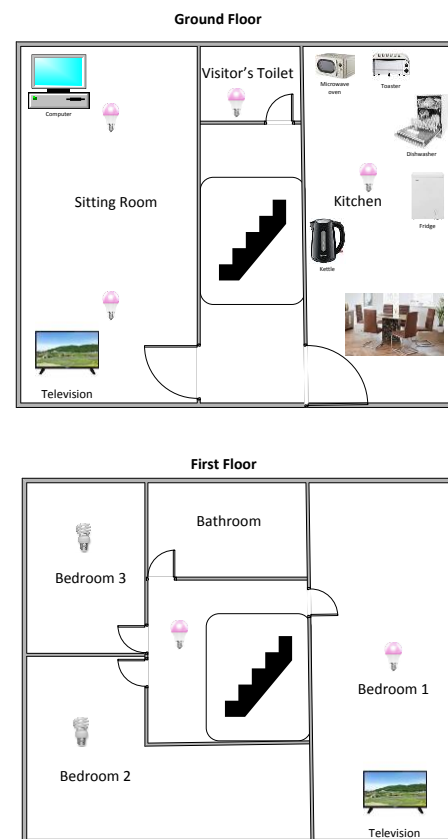 Ground Floor
Visitor's Toilet
Computer
Microwave
oven
Toaster
Dishwasher
Sitting Room
Kitchen
Fridge
Kettle
Television
First Floor
Bathroom
Bedroom 3
Bedroom 1
Bedroom 2
Television